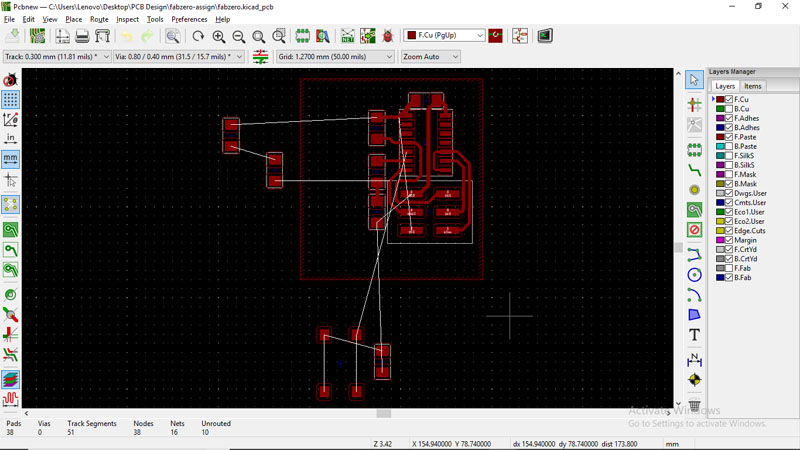 Pcbnew — C:\Users\Lenovo\Desktop\PCB Design\fabzero-assign\fabzero.kicad_pcb
File Edit View Place Route Inspect Tools Preferences Help
F.Cu (PgUp)
Track: 0.300 mm (11.81 mils) * Via: 0.80 / 0.40 mm (31.5 / 15.7 mils) * Grid: 1.2700 mm (50.00 mils) Zoom Auto
Layers Manager
Layers Items
F.Cu
B.Cu
F.Adhes
B.Adhes
F.Paste
B.Paste
F.SilkS
B.SilkS
F.Mask
B.Mask
Dwgs.User
Cmts.User
Eco1.User
Eco2.User
Edge.Cuts
Margin
F.CrtYd
B.CrtYd
F.Fab
B.Fab
in
mm
T
N
NET
Activate Windows
Go to Settings to activate Windows.
Pads Vias Track Segments Nodes Nets Unrouted
38 0 51 38 16 10
Z 3.42 X 154.940000 Y 78.740000 dx 154.940000 dy 78.740000 dist 173.800 mm